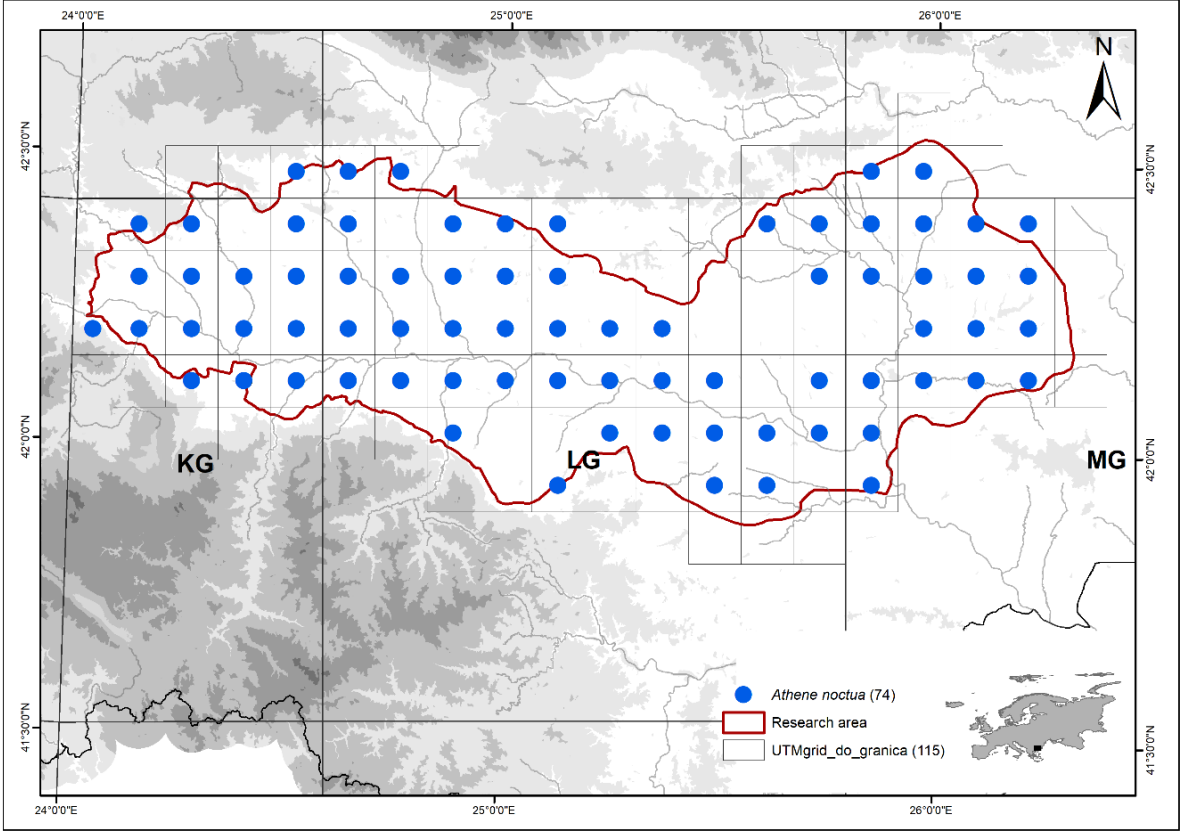 24°0'0"E 25°0'0"E 26°0'0"E
N
42°30'0"N 42°30'0"N
42°0'0"N 42°0'0"N
KG LG MG
Athene noctua (74)
Research area
UTMgrid_do_granica (115)
41°30'0"N 41°30'0"N
24°0'0"E 25°0'0"E 26°0'0"E